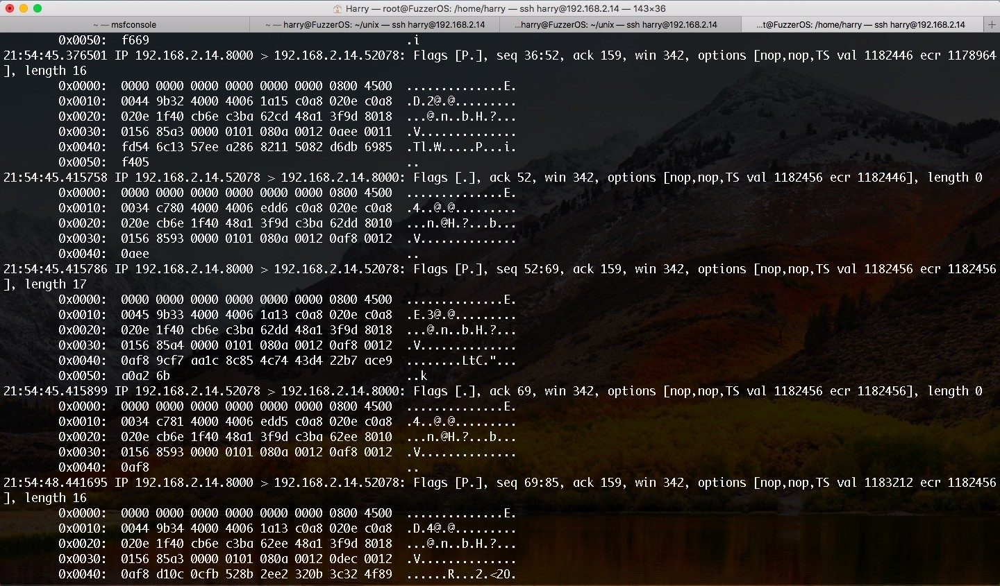 Harry — root@FuzzerOS: /home/harry — ssh harry@192.168.2.14 — 143×36
~ — msfconsole
~ — harry@FuzzerOS: ~/unix — ssh harry@192.168.2.14
...harry@FuzzerOS: ~/unix — ssh harry@192.168.2.14
...t@FuzzerOS: /home/harry — ssh harry@192.168.2.14
+
0x0050:  f669                                     .i
21:54:45.376501 IP 192.168.2.14.8000 > 192.168.2.14.52078: Flags [P.], seq 36:52, ack 159, win 342, options [nop,nop,TS val 1182446 ecr 1178964
], length 16
0x0000:  0000 0000 0000 0000 0000 0000 0800 4500  ..............E.
0x0010:  0044 9b32 4000 4006 1a15 c0a8 020e c0a8  .D.2@.@.........
0x0020:  020e 1f40 cb6e c3ba 62cd 48a1 3f9d 8018  ...@.n..b.H.?...
0x0030:  0156 85a3 0000 0101 080a 0012 0aee 0011  .V..............
0x0040:  fd54 6c13 57ee a286 8211 5082 d6db 6985  .Tl.W.....P...i.
0x0050:  f405                                     ..
21:54:45.415758 IP 192.168.2.14.52078 > 192.168.2.14.8000: Flags [.], ack 52, win 342, options [nop,nop,TS val 1182456 ecr 1182446], length 0
0x0000:  0000 0000 0000 0000 0000 0000 0800 4500  ..............E.
0x0010:  0034 c780 4000 4006 edd6 c0a8 020e c0a8  .4..@.@.........
0x0020:  020e cb6e 1f40 48a1 3f9d c3ba 62dd 8010  ...n.@H.?...b...
0x0030:  0156 8593 0000 0101 080a 0012 0af8 0012  .V..............
0x0040:  0aee                                     ..
21:54:45.415786 IP 192.168.2.14.8000 > 192.168.2.14.52078: Flags [P.], seq 52:69, ack 159, win 342, options [nop,nop,TS val 1182456 ecr 1182456
], length 17
0x0000:  0000 0000 0000 0000 0000 0000 0800 4500  ..............E.
0x0010:  0045 9b33 4000 4006 1a13 c0a8 020e c0a8  .E.3@.@.........
0x0020:  020e 1f40 cb6e c3ba 62dd 48a1 3f9d 8018  ...@.n..b.H.?...
0x0030:  0156 85a4 0000 0101 080a 0012 0af8 0012  .V..............
0x0040:  0af8 9cf7 aa1c 8c85 4c74 43d4 22b7 ace9  ........LtC."...
0x0050:  a0a2 6b                                  ..k
21:54:45.415899 IP 192.168.2.14.52078 > 192.168.2.14.8000: Flags [.], ack 69, win 342, options [nop,nop,TS val 1182456 ecr 1182456], length 0
0x0000:  0000 0000 0000 0000 0000 0000 0800 4500  ..............E.
0x0010:  0034 c781 4000 4006 edd5 c0a8 020e c0a8  .4..@.@.........
0x0020:  020e cb6e 1f40 48a1 3f9d c3ba 62ee 8010  ...n.@H.?...b...
0x0030:  0156 8593 0000 0101 080a 0012 0af8 0012  .V..............
0x0040:  0af8                                     ..
21:54:48.441695 IP 192.168.2.14.8000 > 192.168.2.14.52078: Flags [P.], seq 69:85, ack 159, win 342, options [nop,nop,TS val 1183212 ecr 1182456
], length 16
0x0000:  0000 0000 0000 0000 0000 0000 0800 4500  ..............E.
0x0010:  0044 9b34 4000 4006 1a13 c0a8 020e c0a8  .D.4@.@.........
0x0020:  020e 1f40 cb6e c3ba 62ee 48a1 3f9d 8018  ...@.n..b.H.?...
0x0030:  0156 85a3 0000 0101 080a 0012 0dec 0012  .V..............
0x0040:  0af8 d10c 0cfb 528b 2ee2 320b 3c32 4f89  ......R...2.<2O.